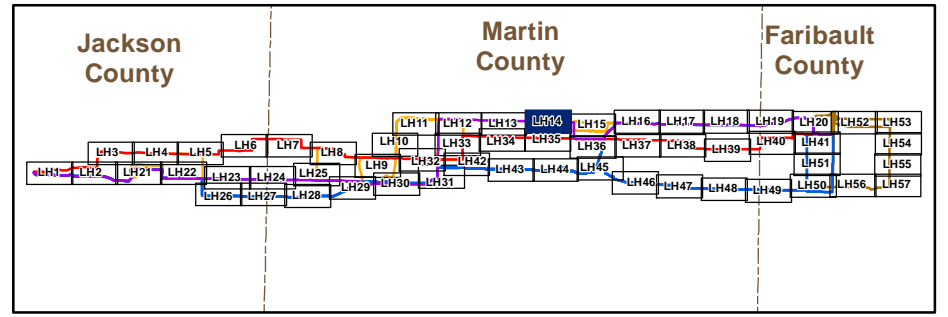 Jackson
County
Martin
County
Faribault
County
LH11 LH12 LH13 LH14 LH15 LH16 LH17 LH18 LH19 LH20 LH52 LH53
LH3 LH4 LH5 LH6 LH7 LH8 LH10 LH33 LH34 LH35 LH36 LH37 LH38 LH39 LH40 LH41 LH54
LH1 LH2 LH21 LH22 LH23 LH24 LH25 LH9 LH32 LH42 LH43 LH44 LH45 LH51 LH55
LH26 LH27 LH28 LH29 LH30 LH31 LH46 LH47 LH48 LH49 LH50 LH56 LH57